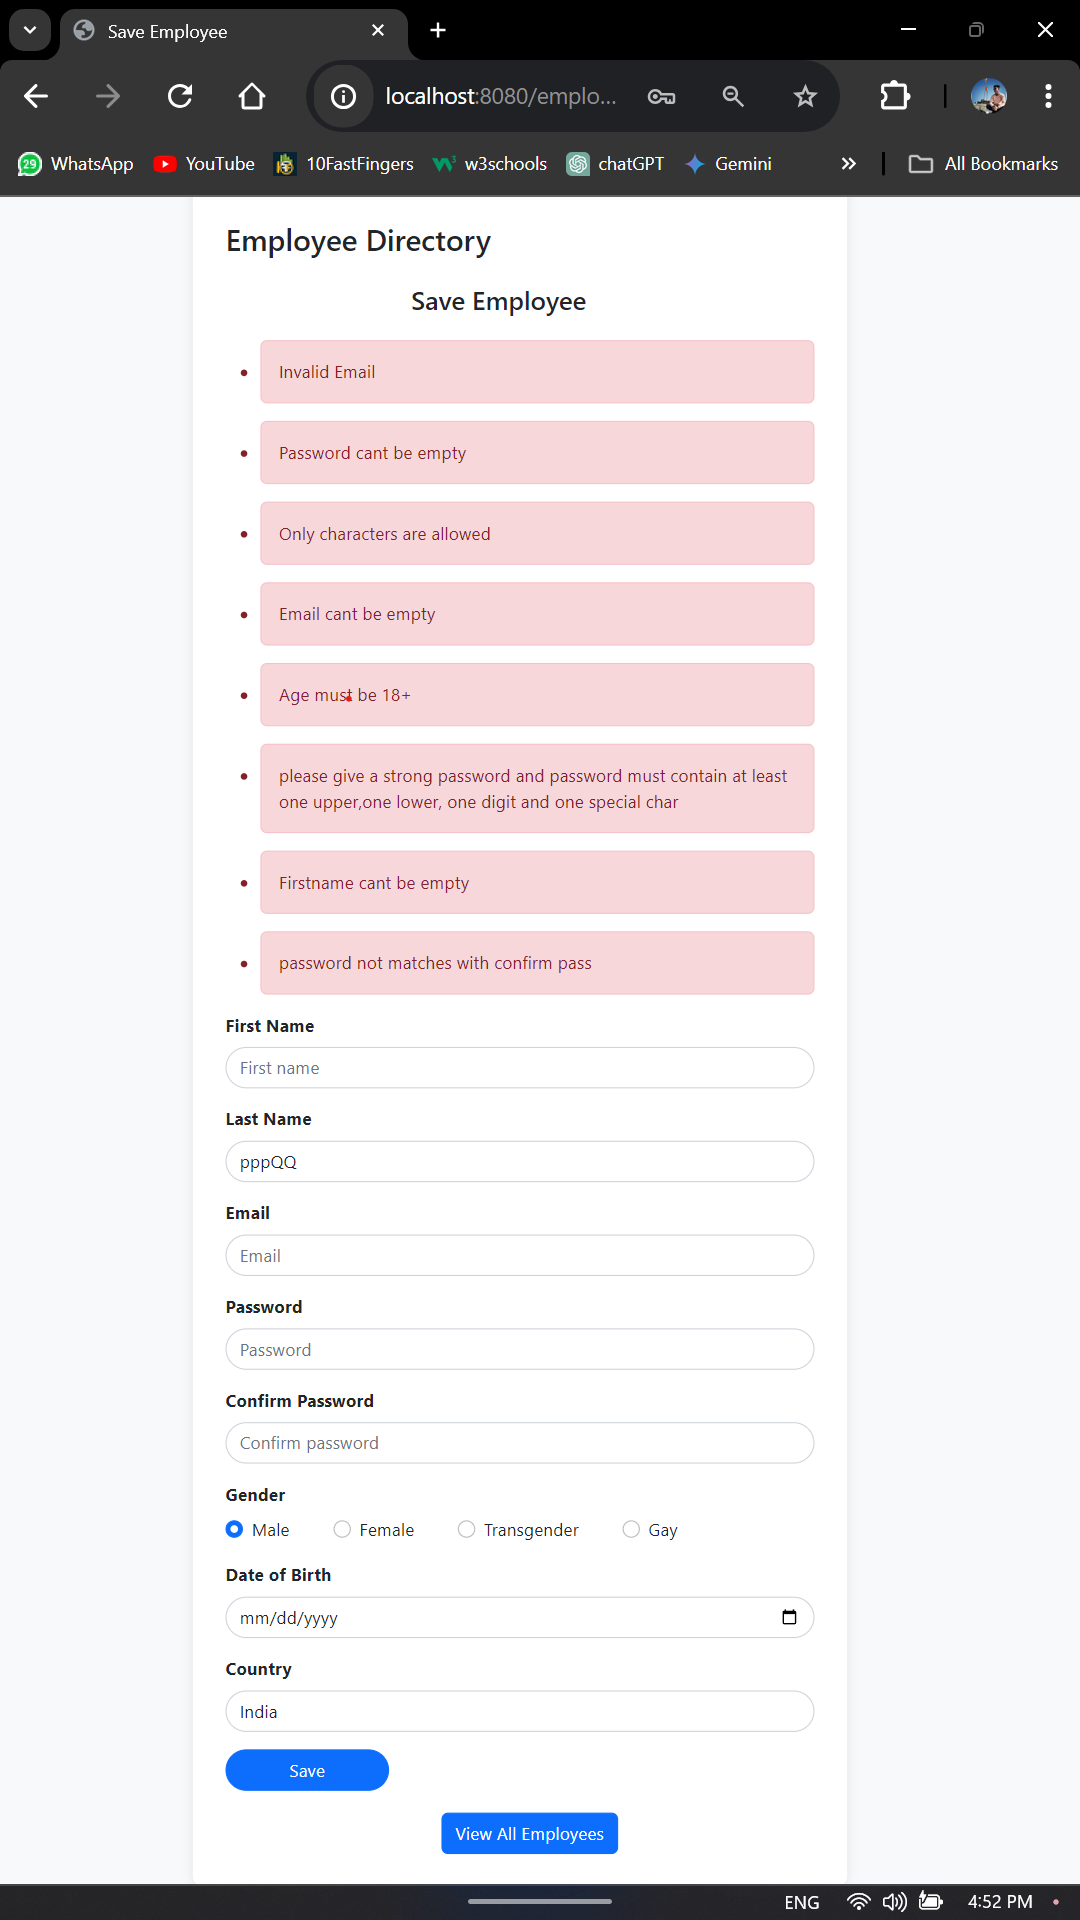 Save Employee
localhost:8080/emplo...
29 WhatsApp YouTube 10FastFingers w3schools chatGPT Gemini All Bookmarks
Employee Directory
Save Employee
Invalid Email
Password cant be empty
Only characters are allowed
Email cant be empty
Age must be 18+
please give a strong password and password must contain at least
one upper,one lower, one digit and one special char
Firstname cant be empty
password not matches with confirm pass
First Name
First name
Last Name
pppQQ
Email
Email
Password
Password
Confirm Password
Confirm password
Gender
Male Female Transgender Gay
Date of Birth
mm/dd/yyyy
Country
India
Save
View All Employees
ENG 4:52 PM